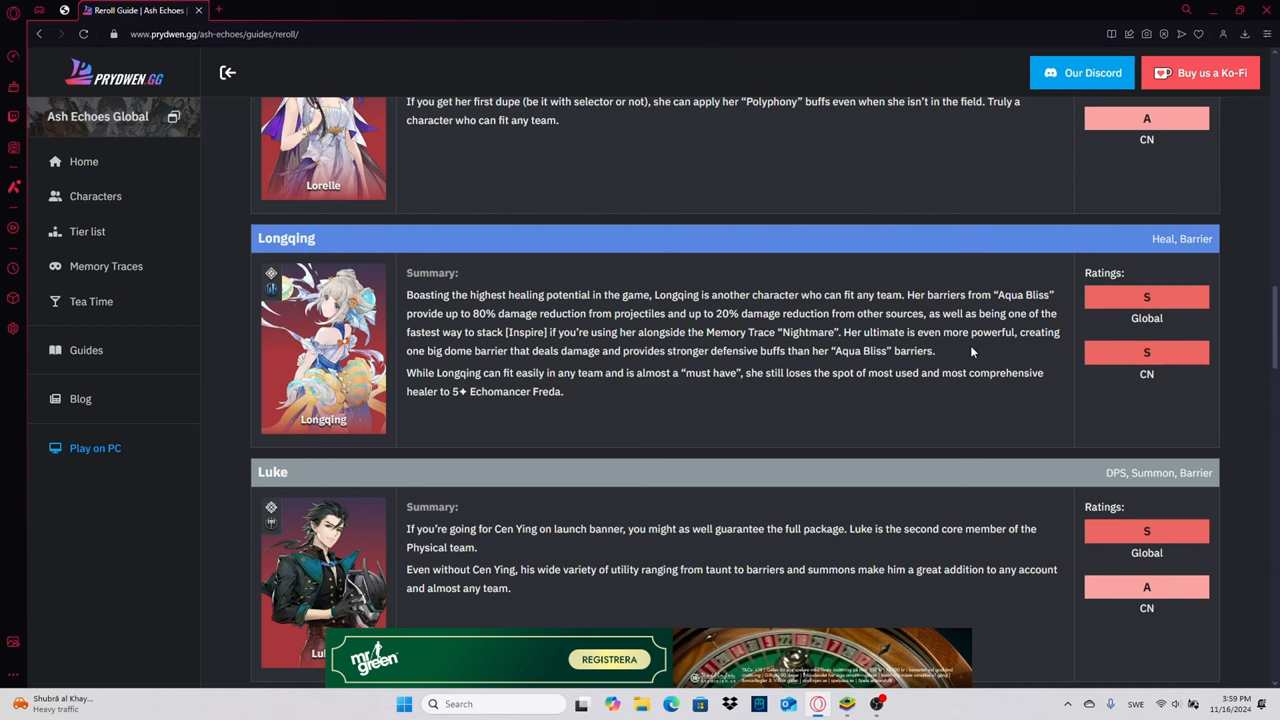 Reroll Guide | Ash Echoes |
www.prydwen.gg/ash-echoes/guides/reroll/
PRYDWEN.GG
Our Discord
Buys us a Ko-Fi
Ash Echoes Global
Home
Characters
Tier list
Memory Traces
Tea Time
Guides
Blog
Play on PC
If you get her first dupe (be it with selector or not), she can apply her “Polyphony” buffs even when she isn’t in the field. Truly a
character who can fit any team.
A
CN
Lorelle
Longqing
Heal, Barrier
Summary:
Boasting the highest healing potential in the game, Longqing is another character who can fit any team. Her barriers from “Aqua Bliss”
provide up to 80% damage reduction from projectiles and up to 20% damage reduction from other sources, as well as being one of the
fastest way to stack [Inspire] if you’re using her alongside the Memory Trace “Nightmare”. Her ultimate is even more powerful, creating
one big dome barrier that deals damage and provides stronger defensive buffs than her “Aqua Bliss” barriers.
While Longqing can fit easily in any team and is almost a “must have”, she still loses the spot of most used and most comprehensive
healer to 5✦ Echomancer Freda.
Longqing
Ratings:
S
Global
S
CN
Luke
DPS, Summon, Barrier
Summary:
If you’re going for Cen Ying on launch banner, you might as well guarantee the full package. Luke is the second core member of the
Physical team.
Even without Cen Ying, his wide variety of utility ranging from taunt to barriers and summons make him a great addition to any account
and almost any team.
Lu
Ratings:
S
Global
A
CN
mr green
REGISTRERA
Shubrā al Khay...
Heavy traffic
Search
SWE
3:59 PM
11/16/2024